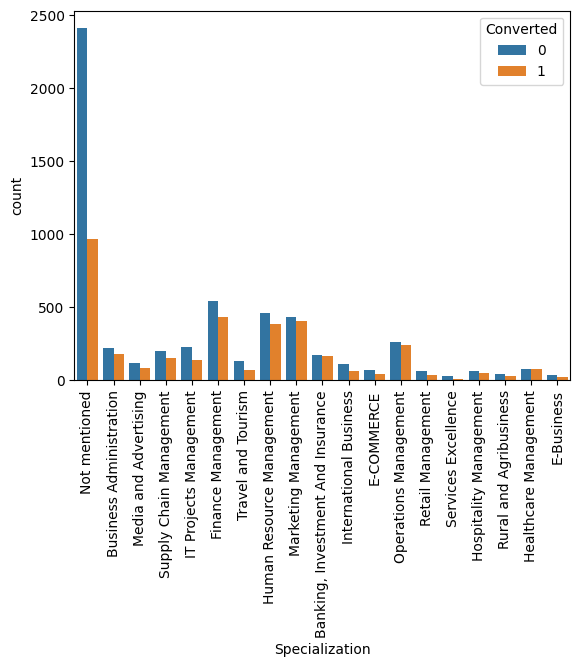 2500
2000
1500
1000
500
0
count
Converted
0
1
Not mentioned
Business Administration
Media and Advertising
Supply Chain Management
IT Projects Management
Finance Management
Travel and Tourism
Human Resource Management
Marketing Management
Banking, Investment And Insurance
International Business
E-COMMERCE
Operations Management
Retail Management
Services Excellence
Hospitality Management
Rural and Agribusiness
Healthcare Management
E-Business
Specialization